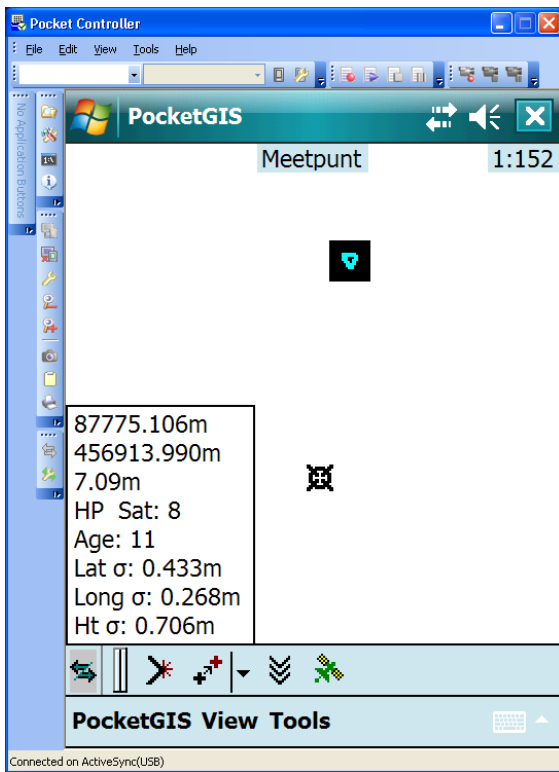 Pocket Controller
File Edit View Tools Help
No Application Buttons
PocketGIS
Meetpunt 1:152
87775.106m
456913.990m
7.09m
HP Sat: 8
Age: 11
Lat σ: 0.433m
Long σ: 0.268m
Ht σ: 0.706m
PocketGIS View Tools
Connected on ActiveSync(USB)